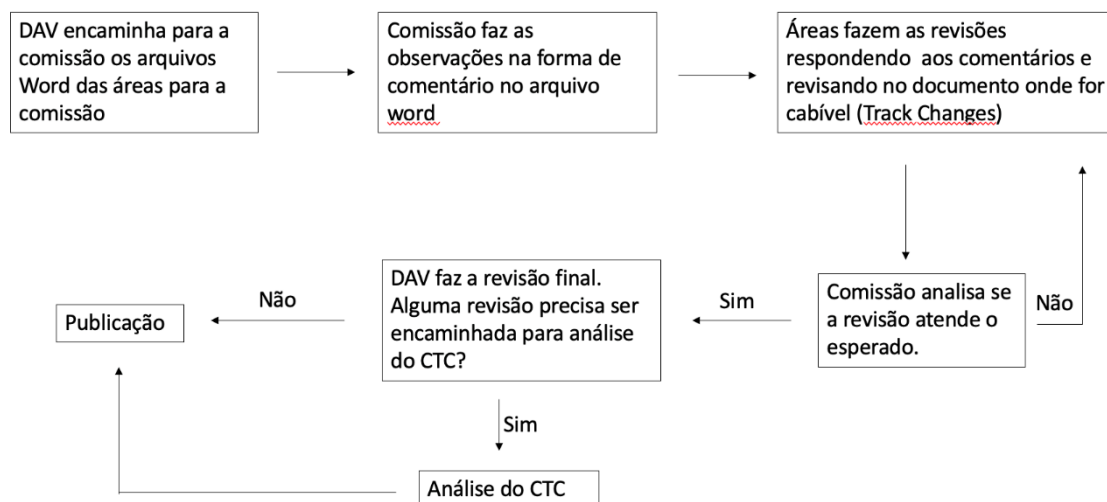 DAV encaminha para a
comissão os arquivos
Word das áreas para a
comissão
Comissão faz as
observações na forma de
comentário no arquivo
word
Áreas fazem as revisões
respondendo  aos comentários e
revisando no documento onde for
cabível (Track Changes)
Comissão analisa se
a revisão atende o
esperado.
Não
Sim
DAV faz a revisão final.
Alguma revisão precisa ser
encaminhada para análise
do CTC?
Não
Publicação
Sim
Análise do CTC